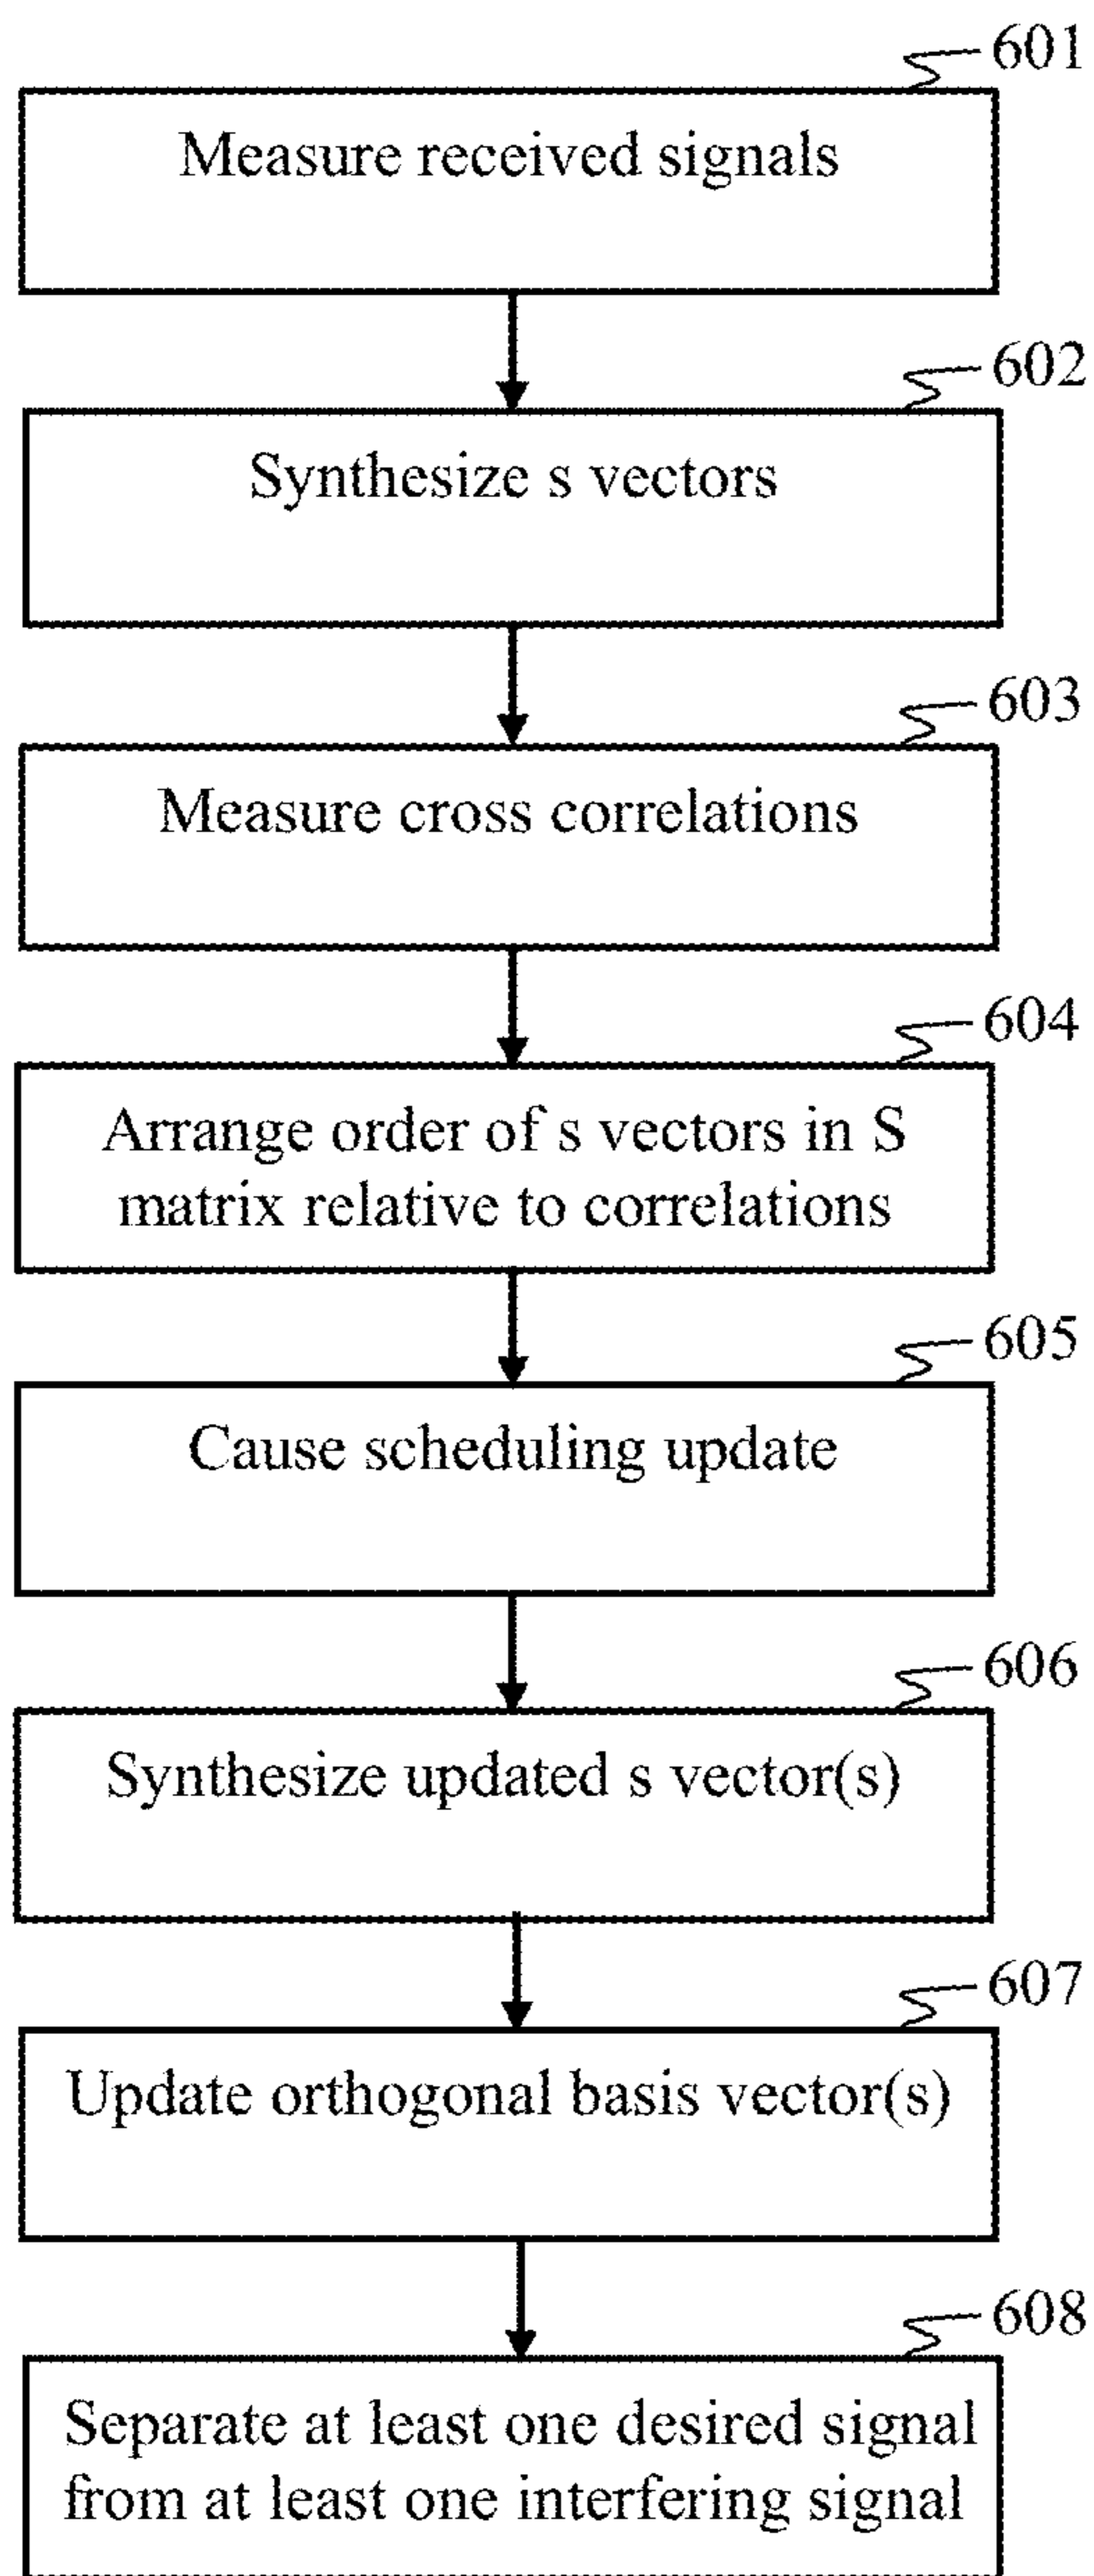 601
Measure received signals
602
Synthesize s vectors
603
Measure cross correlations
604
Arrange order of s vectors in S
matrix relative to correlations
605
Cause scheduling update
606
Synthesize updated s vector(s)
607
Update orthogonal basis vector(s)
608
Separate at least one desired signal
from at least one interfering signal